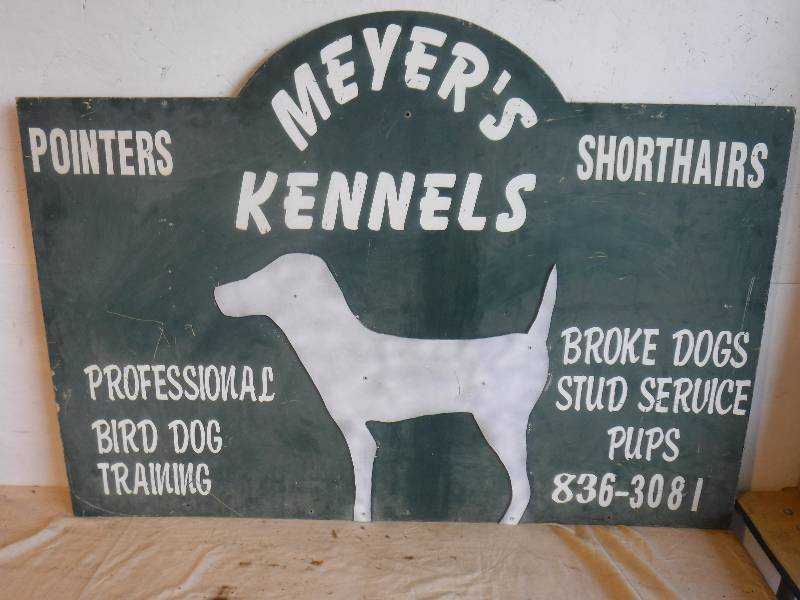 MEYER'S
KENNELS
POINTERS
SHORTHAIRS
PROFESSIONAL
BIRD DOG
TRAINING
BROKE DOGS
STUD SERVICE
PUPS
836-3081